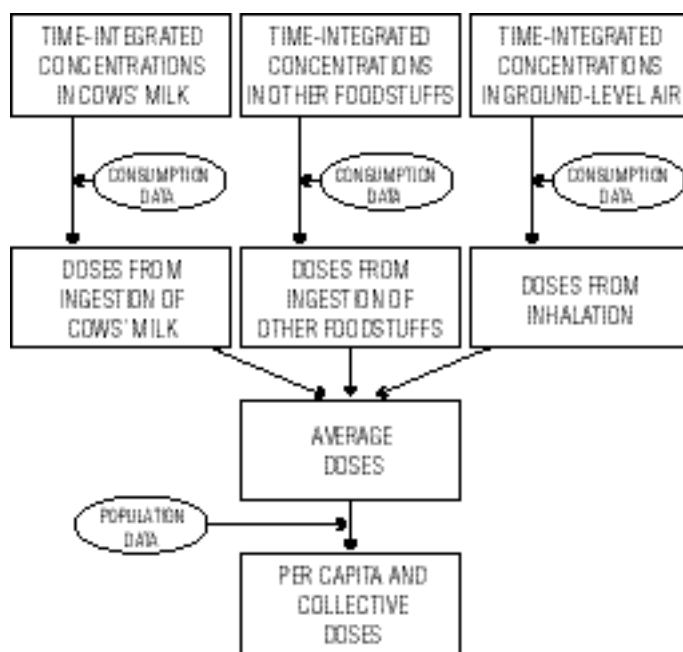 TIME-INTEGRATED
CONCENTRATIONS
IN COWS' MILK
TIME-INTEGRATED
CONCENTRATIONS
IN OTHER FOODSTUFFS
TIME-INTEGRATED
CONCENTRATIONS
IN GROUND-LEVEL AIR
CONSUMPTION
DATA
CONSUMPTION
DATA
CONSUMPTION
DATA
DOSES FROM
INGESTION OF
COWS' MILK
DOSES FROM
INGESTION OF
OTHER FOODSTUFFS
DOSES FROM
INHALATION
AVERAGE
DOSES
POPULATION
DATA
PER CAPITA AND
COLLECTIVE
DOSES